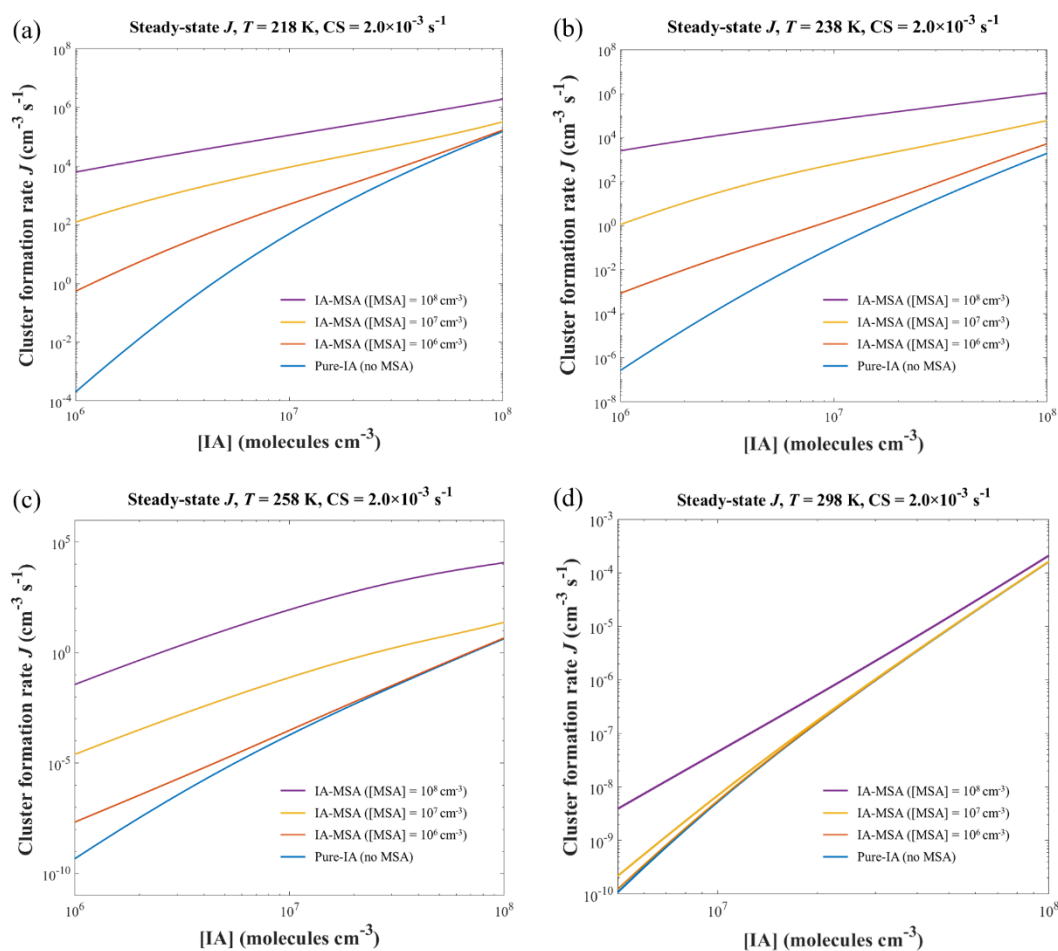 (a)
Steady-state J, T = 218 K, CS = 2.0×10⁻³ s⁻¹
Cluster formation rate J (cm⁻³ s⁻¹)
10⁸
10⁶
10⁴
10²
10⁰
10⁻²
10⁻⁴
IA-MSA ([MSA] = 10⁸ cm⁻³)
IA-MSA ([MSA] = 10⁷ cm⁻³)
IA-MSA ([MSA] = 10⁶ cm⁻³)
Pure-IA (no MSA)
10⁶ 10⁷ 10⁸
[IA] (molecules cm⁻³)
(b)
Steady-state J, T = 238 K, CS = 2.0×10⁻³ s⁻¹
Cluster formation rate J (cm⁻³ s⁻¹)
10⁸
10⁶
10⁴
10²
10⁰
10⁻²
10⁻⁴
10⁻⁶
10⁻⁸
IA-MSA ([MSA] = 10⁸ cm⁻³)
IA-MSA ([MSA] = 10⁷ cm⁻³)
IA-MSA ([MSA] = 10⁶ cm⁻³)
Pure-IA (no MSA)
10⁶ 10⁷ 10⁸
[IA] (molecules cm⁻³)
(c)
Steady-state J, T = 258 K, CS = 2.0×10⁻³ s⁻¹
Cluster formation rate J (cm⁻³ s⁻¹)
10⁵
10⁰
10⁻⁵
10⁻¹⁰
IA-MSA ([MSA] = 10⁸ cm⁻³)
IA-MSA ([MSA] = 10⁷ cm⁻³)
IA-MSA ([MSA] = 10⁶ cm⁻³)
Pure-IA (no MSA)
10⁶ 10⁷ 10⁸
[IA] (molecules cm⁻³)
(d)
Steady-state J, T = 298 K, CS = 2.0×10⁻³ s⁻¹
Cluster formation rate J (cm⁻³ s⁻¹)
10⁻³
10⁻⁴
10⁻⁵
10⁻⁶
10⁻⁷
10⁻⁸
10⁻⁹
10⁻¹⁰
IA-MSA ([MSA] = 10⁸ cm⁻³)
IA-MSA ([MSA] = 10⁷ cm⁻³)
IA-MSA ([MSA] = 10⁶ cm⁻³)
Pure-IA (no MSA)
10⁷ 10⁸
[IA] (molecules cm⁻³)